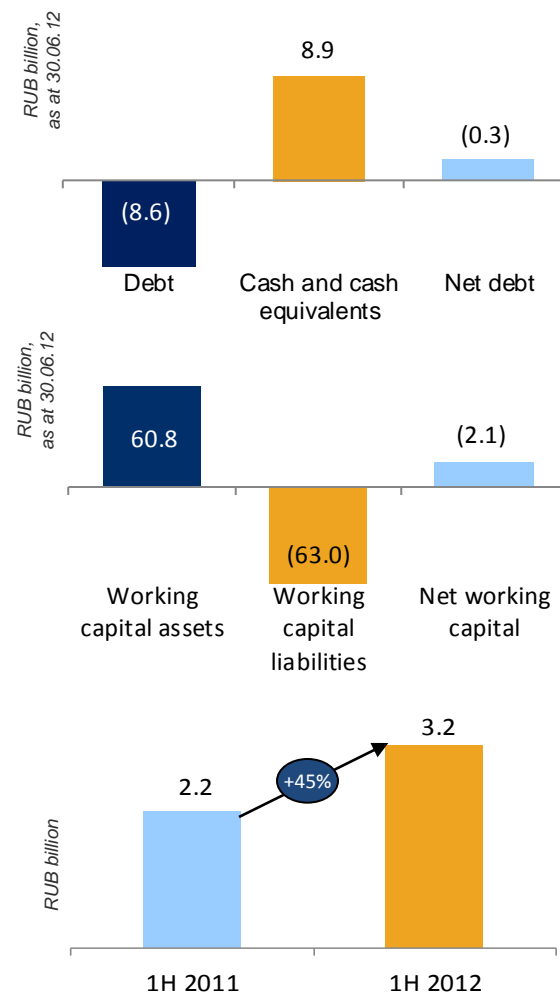 RUB billion,
as at 30.06.12
8.9
(0.3)
(8.6)
Debt
Cash and cash
equivalents
Net debt
RUB billion,
as at 30.06.12
60.8
(2.1)
(63.0)
Working
capital assets
Working
capital
liabilities
Net working
capital
RUB billion
2.2
+45%
3.2
1H 2011
1H 2012